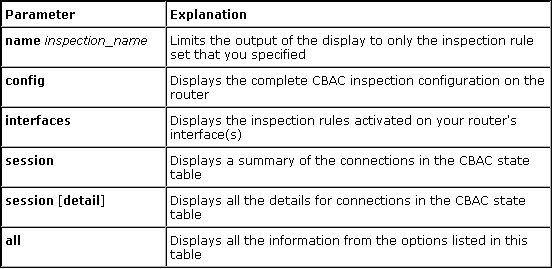 Parameter Explanation
name inspection_name Limits the output of the display to only the inspection rule
set that you specified
config Displays the complete CBAC inspection configuration on the
router
interfaces Displays the inspection rules activated on your router's
interface(s)
session Displays a summary of the connections in the CBAC state
table
session [detail] Displays all the details for connections in the CBAC state
table
all Displays all the information from the options listed in this
table